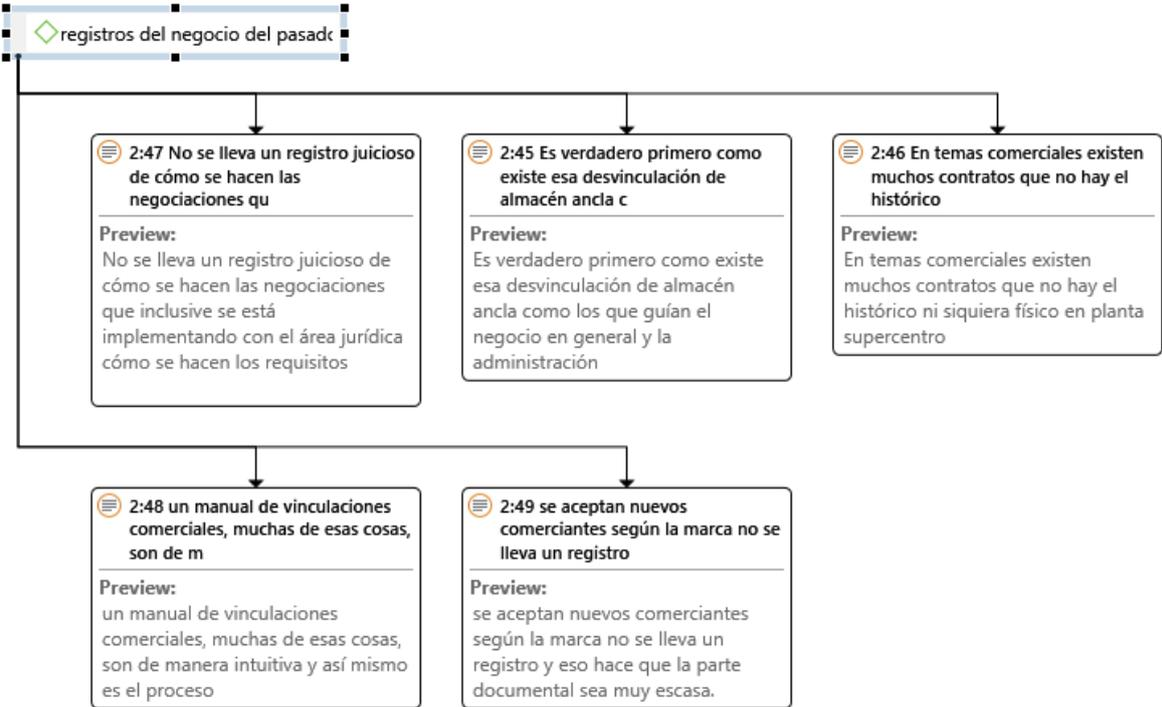 registros del negocio del pasado
2:47 No se lleva un registro juicioso
de cómo se hacen las
negociaciones qu
Preview:
No se lleva un registro juicioso de
cómo se hacen las negociaciones
que inclusive se está
implementando con el área jurídica
cómo se hacen los requisitos
2:45 Es verdadero primero como
existe esa desvinculación de
almacén ancla c
Preview:
Es verdadero primero como existe
esa desvinculación de almacén
ancla como los que guían el
negocio en general y la
administración
2:46 En temas comerciales existen
muchos contratos que no hay el
histórico
Preview:
En temas comerciales existen
muchos contratos que no hay el
histórico ni siquiera físico en planta
supercentro
2:48 un manual de vinculaciones
comerciales, muchas de esas cosas,
son de m
Preview:
un manual de vinculaciones
comerciales, muchas de esas cosas,
son de manera intuitiva y así mismo
es el proceso
2:49 se aceptan nuevos
comerciantes según la marca no se
lleva un registro
Preview:
se aceptan nuevos comerciantes
según la marca no se lleva un
registro y eso hace que la parte
documental sea muy escasa.